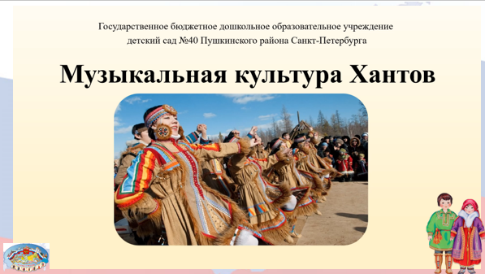 Государственное бюджетное дошкольное образовательное учреждение
детский сад №40 Пушкинского района Санкт-Петербурга
Музыкальная культура Хантов